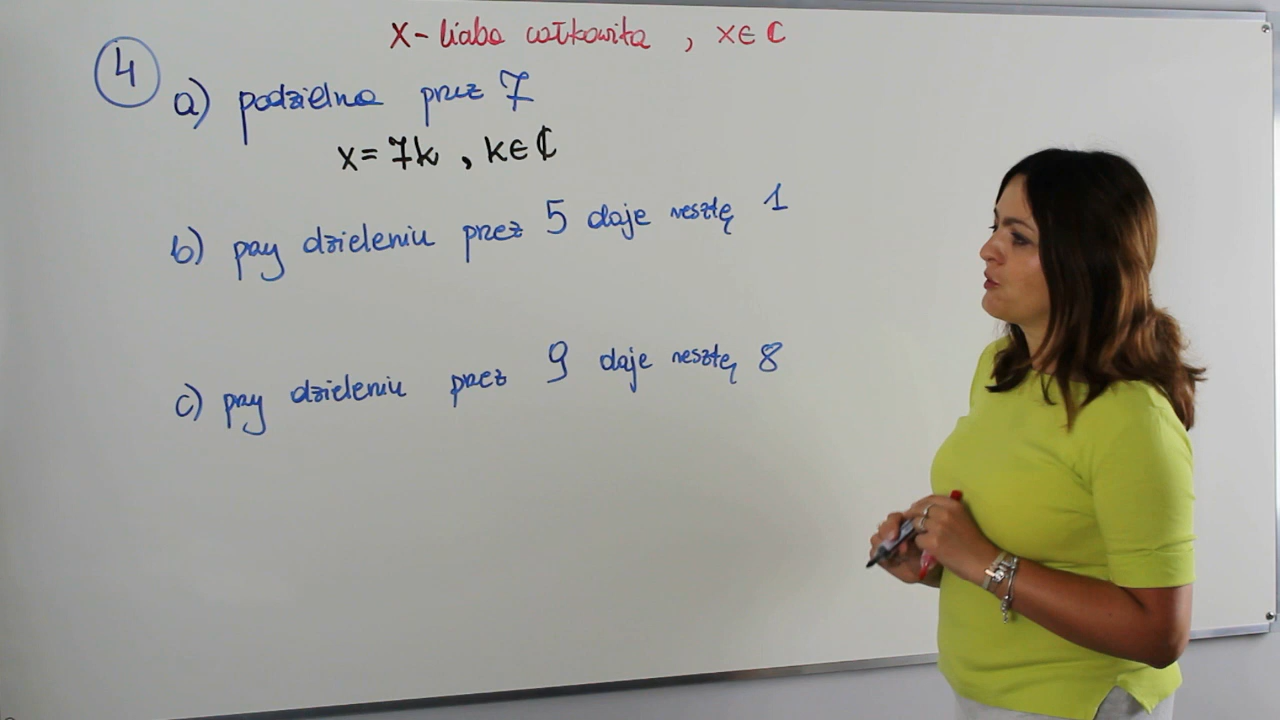 x - liczba całkowita , x∈ℂ
4
a) podzielna przez 7
x = 7k , k∈ℂ
b) przy dzieleniu przez 5 daje resztę 1
c) przy dzieleniu przez 9 daje resztę 8